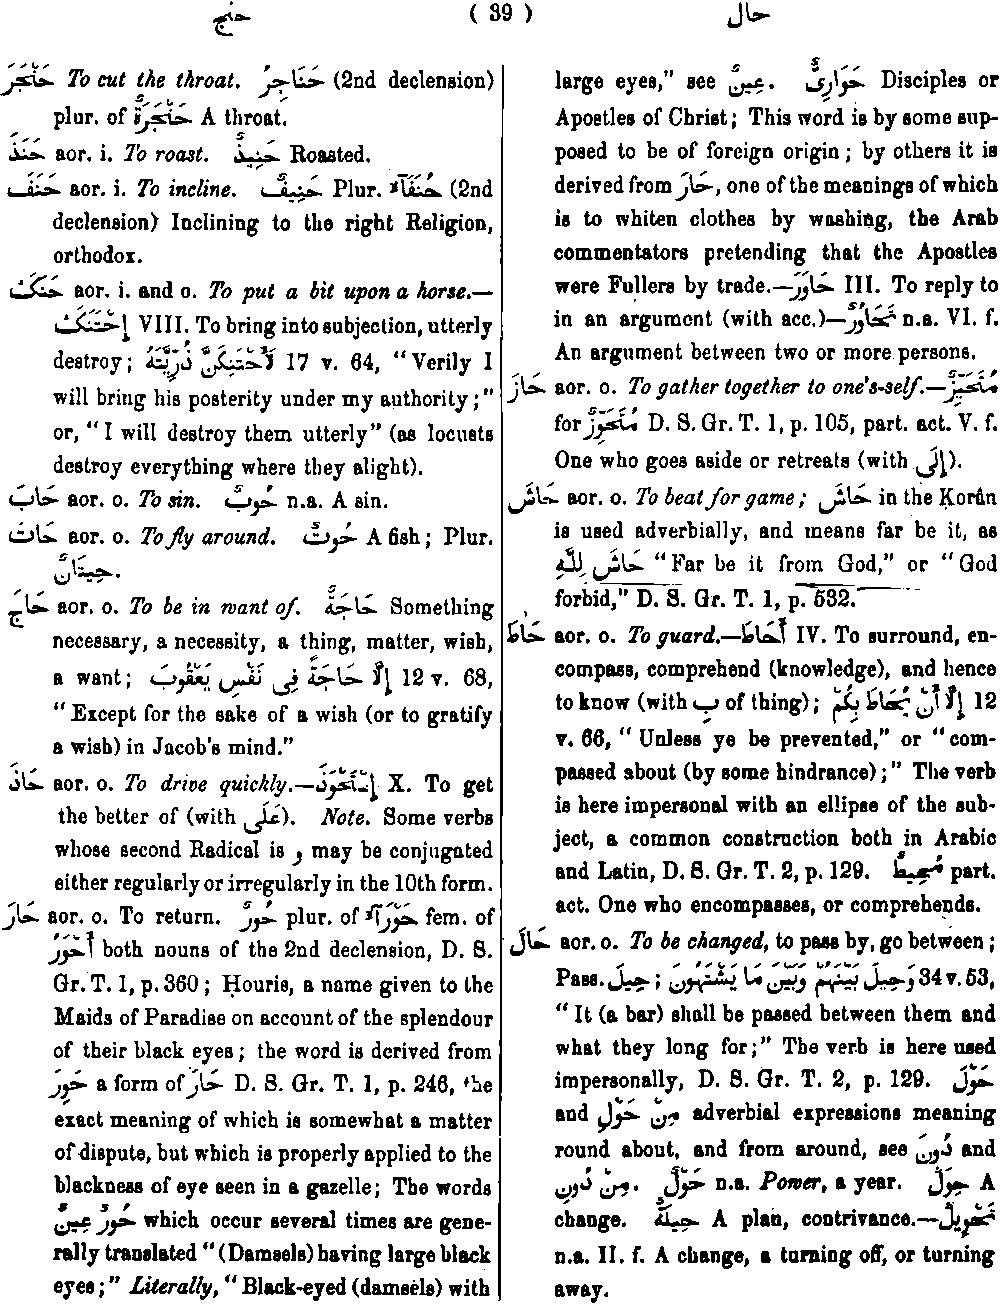 حنج ( 39 ) حال
حَنْجَرَ To cut the throat. حَنَاجِرُ (2nd declension)
plur. of حَنْجَرَةٌ A throat.
حَنَذَ aor. i. To roast. حَنِيذٌ Roasted.
حَنَفَ aor. i. To incline. حَنِيفٌ Plur. حُنَفَآءُ (2nd
declension) Inclining to the right Religion,
orthodox.
حَنَكَ aor. i. and o. To put a bit upon a horse.—
إِحْتَنَكَ VIII. To bring into subjection, utterly
destroy; لَأَحْتَنِكَنَّ ذُرِّيَّتَهُ 17 v. 64, "Verily I
will bring his posterity under my authority;"
or, "I will destroy them utterly" (as locusts
destroy everything where they alight).
حَابَ aor. o. To sin. حُوبٌ n.a. A sin.
حَاتَ aor. o. To fly around. حُوتٌ A fish; Plur.
حِيتَانٌ.
حَاجَ aor. o. To be in want of. حَاجَةٌ Something
necessary, a necessity, a thing, matter, wish,
a want; إِلَّا حَاجَةً فِى نَفْسِ يَعْقُوبَ 12 v. 68,
"Except for the sake of a wish (or to gratify
a wish) in Jacob's mind."
حَاذَ aor. o. To drive quickly.—إِسْتَحْوَذَ X. To get
the better of (with عَلَى). Note. Some verbs
whose second Radical is و may be conjugated
either regularly or irregularly in the 10th form.
حَارَ aor. o. To return. حُورٌ plur. of حَوْرَآءُ fem. of
أَحْوَرُ both nouns of the 2nd declension, D. S.
Gr. T. 1, p. 360; Ḥouris, a name given to the
Maids of Paradise on account of the splendour
of their black eyes; the word is derived from
حَوِرَ a form of حَارَ D. S. Gr. T. 1, p. 246, the
exact meaning of which is somewhat a matter
of dispute, but which is properly applied to the
blackness of eye seen in a gazelle; The words
حُورٌ عِينٌ which occur several times are gene-
rally translated "(Damsels) having large black
eyes;" Literally, "Black-eyed (damsels) with
large eyes," see عِينٌ. حَوَارِىٌّ Disciples or
Apostles of Christ; This word is by some sup-
posed to be of foreign origin; by others it is
derived from حَارَ, one of the meanings of which
is to whiten clothes by washing, the Arab
commentators pretending that the Apostles
were Fullers by trade.—حَاوَرَ III. To reply to
in an argument (with acc.)—تَحَاوُرٌ n.a. VI. f.
An argument between two or more persons.
حَازَ aor. o. To gather together to one's-self.—مُتَحَيِّزٌ
for مُتَحَوِّزٌ D. S. Gr. T. 1, p. 105, part. act. V. f.
One who goes aside or retreats (with إِلَى).
حَاشَ aor. o. To beat for game; حَاشَ in the Ḳorân
is used adverbially, and means far be it, as
حَاشَ لِلَّهِ "Far be it from God," or "God
forbid," D. S. Gr. T. 1, p. 532.
حَاطَ aor. o. To guard.—أَحَاطَ IV. To surround, en-
compass, comprehend (knowledge), and hence
to know (with بِ of thing); إِلَّا أَنْ يُحَاطَ بِكُمْ 12
v. 66, "Unless ye be prevented," or "com-
passed about (by some hindrance);" The verb
is here impersonal with an ellipse of the sub-
ject, a common construction both in Arabic
and Latin, D. S. Gr. T. 2, p. 129. مُحِيطٌ part.
act. One who encompasses, or comprehends.
حَالَ aor. o. To be changed, to pass by, go between;
Pass. حِيلَ; وَحِيلَ بَيْنَهُمْ وَبَيْنَ مَا يَشْتَهُونَ 34 v. 53,
"It (a bar) shall be passed between them and
what they long for;" The verb is here used
impersonally, D. S. Gr. T. 2, p. 129. حَوْلَ
and مِنْ حَوْلِ adverbial expressions meaning
round about, and from around, see دُونَ and
مِنْ دُونِ. حَوْلٌ n.a. Power, a year. حِوَلٌ A
change. حِيلَةٌ A plan, contrivance.—تَحْوِيلٌ
n.a. II. f. A change, a turning off, or turning
away.